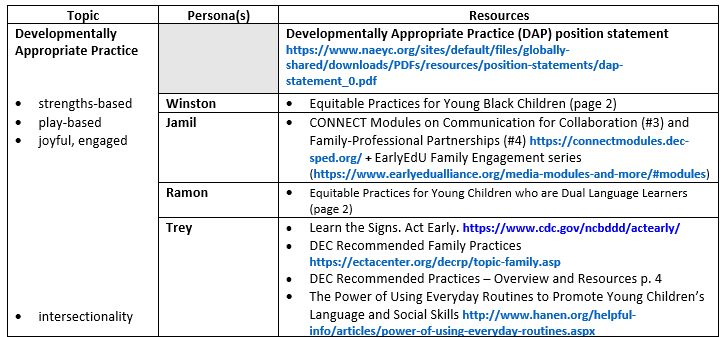 Topic
Persona(s)
Resources
Developmentally
Appropriate Practice
Developmentally Appropriate Practice (DAP) position statement
https://www.naeyc.org/sites/default/files/globally-
shared/downloads/PDFs/resources/position-statements/dap-
statement_0.pdf
• strengths-based
• play-based
• joyful, engaged
Winston
• Equitable Practices for Young Black Children (page 2)
Jamil
• CONNECT Modules on Communication for Collaboration (#3) and
Family-Professional Partnerships (#4) https://connectmodules.dec-
sped.org/ + EarlyEdU Family Engagement series
(https://www.earlyedualliance.org/media-modules-and-more/#modules)
Ramon
• Equitable Practices for Young Children who are Dual Language Learners
(page 2)
Trey
• Learn the Signs. Act Early. https://www.cdc.gov/ncbddd/actearly/
• DEC Recommended Family Practices
https://ectacenter.org/decrp/topic-family.asp
• DEC Recommended Practices – Overview and Resources p. 4
• The Power of Using Everyday Routines to Promote Young Children’s
Language and Social Skills http://www.hanen.org/helpful-
info/articles/power-of-using-everyday-routines.aspx
• intersectionality